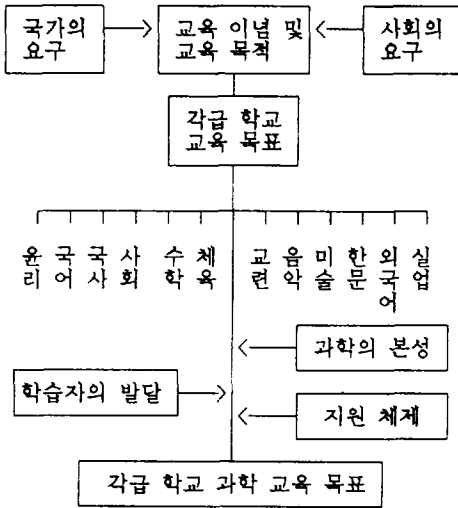 국가의 요구
교육 이념 및 교육 목적
사회의 요구
각급 학교
교육 목표
윤리
국어
국사
사회
수학
체육
교련
음악
미술
한문
외국어
실업
과학의 본성
학습자의 발달
지원 체제
각급 학교 과학 교육 목표